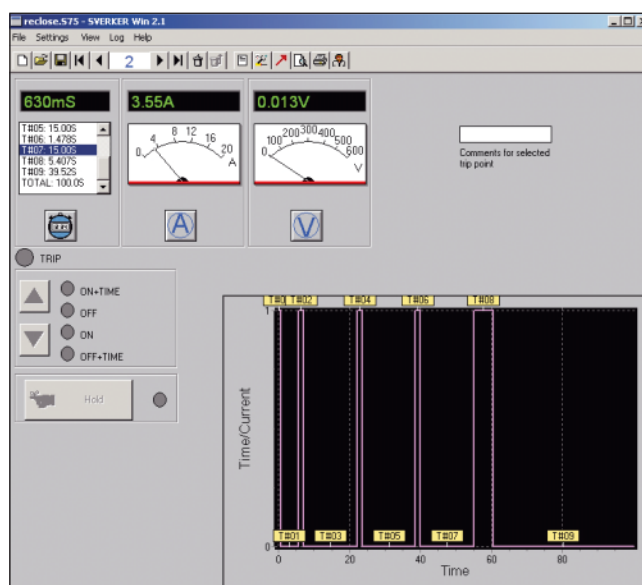 reclose.S75 - SVERKER Win 2.1
File Settings View Log Help
2
630mS
3.55A
0.013V
T#05: 15.00S
T#06: 1.478S
T#07: 15.00S
T#08: 5.407S
T#09: 39.52S
TOTAL: 100.0S
0 4 8 12 16 20
A
0 100 200 300 400 500 600
V
Comments for selected
trip point
A
V
TRIP
ON+TIME
OFF
ON
OFF+TIME
Hold
T#0 T#02 T#04 T#06 T#08
1
Time/Current
T#01 T#03 T#05 T#07 T#09
0
0 20 40 60 80
Time